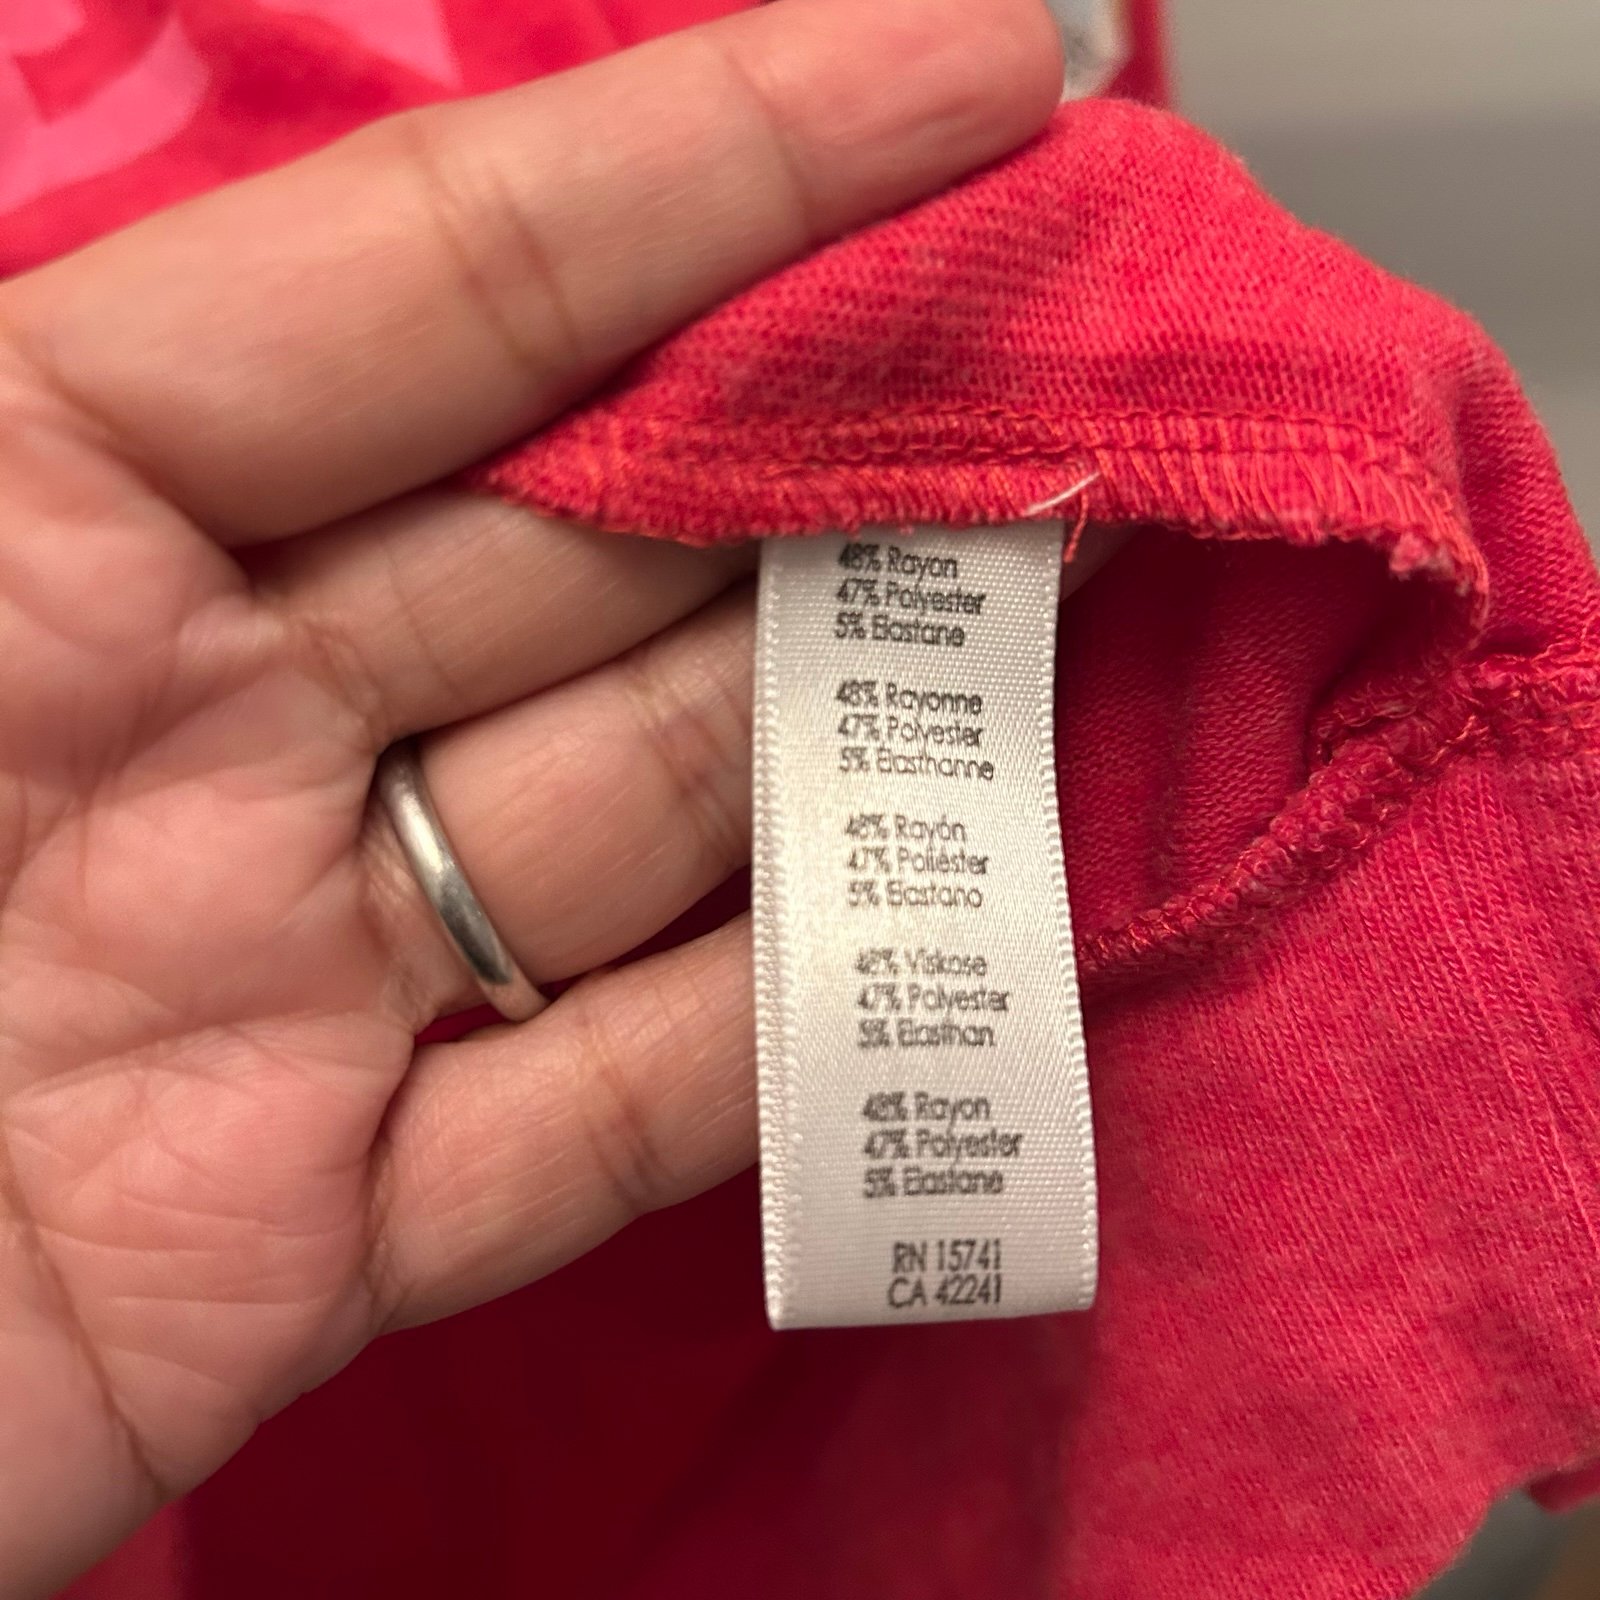 48% Rayon
47% Polyester
5% Elastane
48% Rayonne
47% Polyester
5% Elasthanne
48% Rayón
47% Poliéster
5% Elastano
48% Viskose
47% Polyester
5% Elasthan
48% Rayon
47% Polyester
5% Elastane
RN 15741
CA 42241